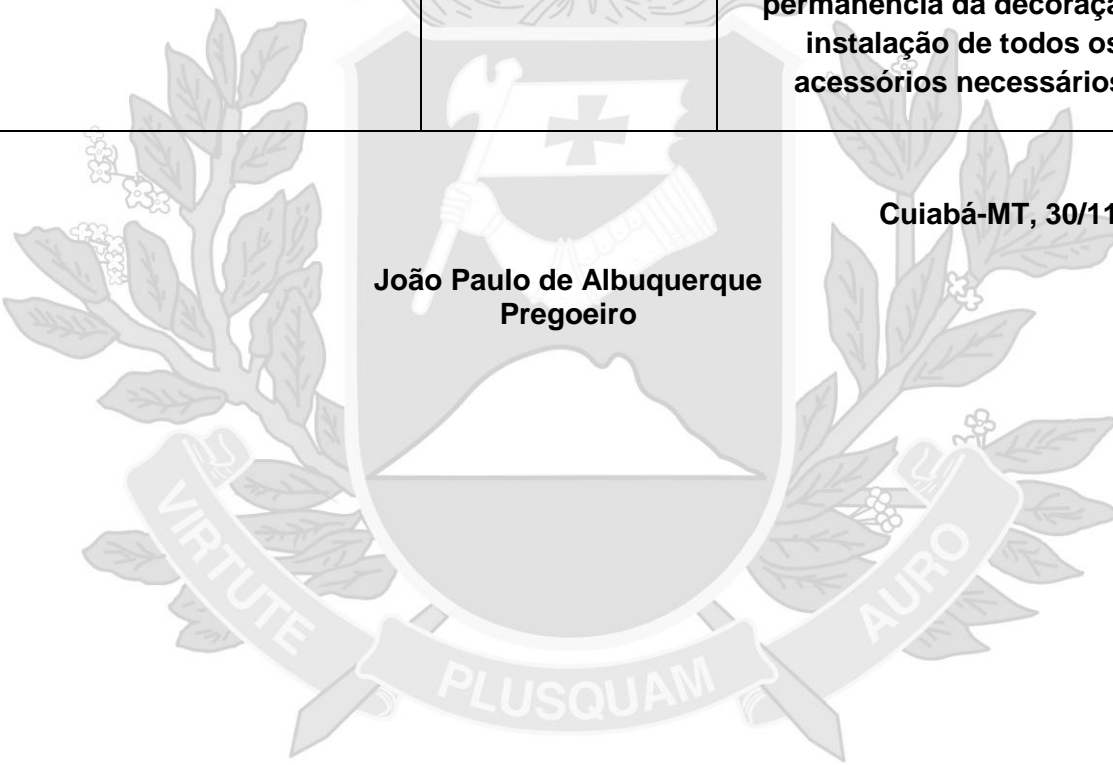 permanência da decoraçã
instalação de todos os
acessórios necessários
Cuiabá-MT, 30/11
João Paulo de Albuquerque
Pregoeiro
VIRTUTE
PLUSQUAM
AURO